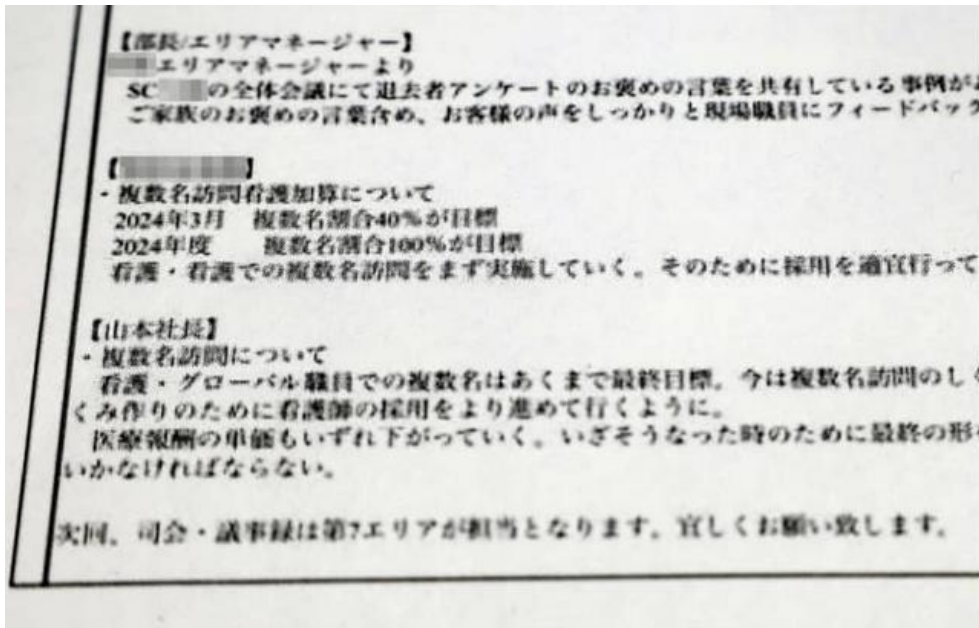 【部長/エリアマネージャー】
エリアマネージャーより
SC の全体会議にて退去者アンケートのお褒めの言葉を共有している事例が
ご家族のお褒めの言葉含め、お客様の声をしっかりと現場職員にフィードバック
【 】
・複数名訪問看護加算について
2024年3月 複数名割合40%が目標
2024年度 複数名割合100%が目標
看護・看護での複数名訪問をまず実施していく。そのために採用を適宜行って
【山本社長】
・複数名訪問について
看護・グローバル職員での複数名はあくまで最終目標。今は複数名訪問のし
くみ作りのために看護師の採用をより進めて行くように。
医療報酬の単価もいずれ下がっていく。いざそうなった時のために最終の形
いかなければならない。
次回、司会・議事録は第7エリアが担当となります。宜しくお願い致します。